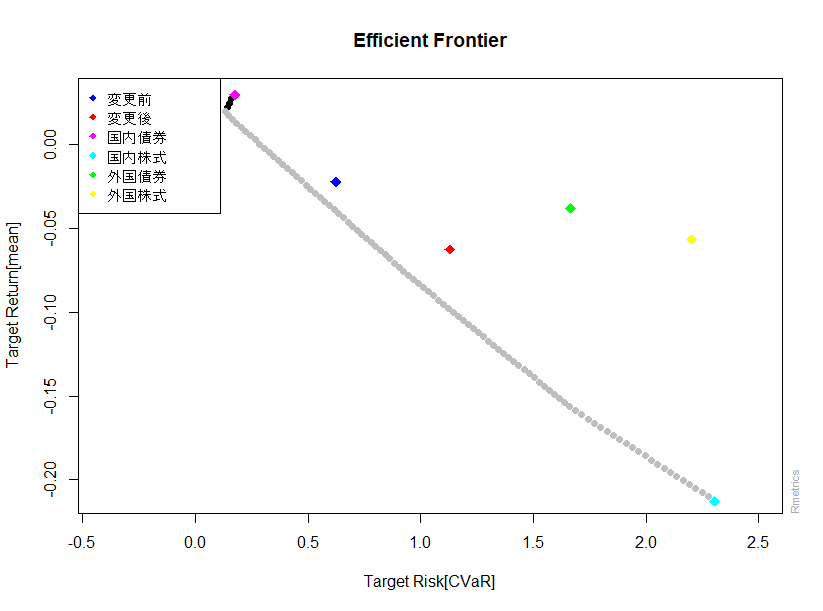 Efficient Frontier
変更前
変更後
国内債券
国内株式
外国債券
外国株式
0.00
-0.05
-0.10
-0.15
-0.20
Target Return[mean]
-0.5 0.0 0.5 1.0 1.5 2.0 2.5
Target Risk[CVaR]
Rmetrics